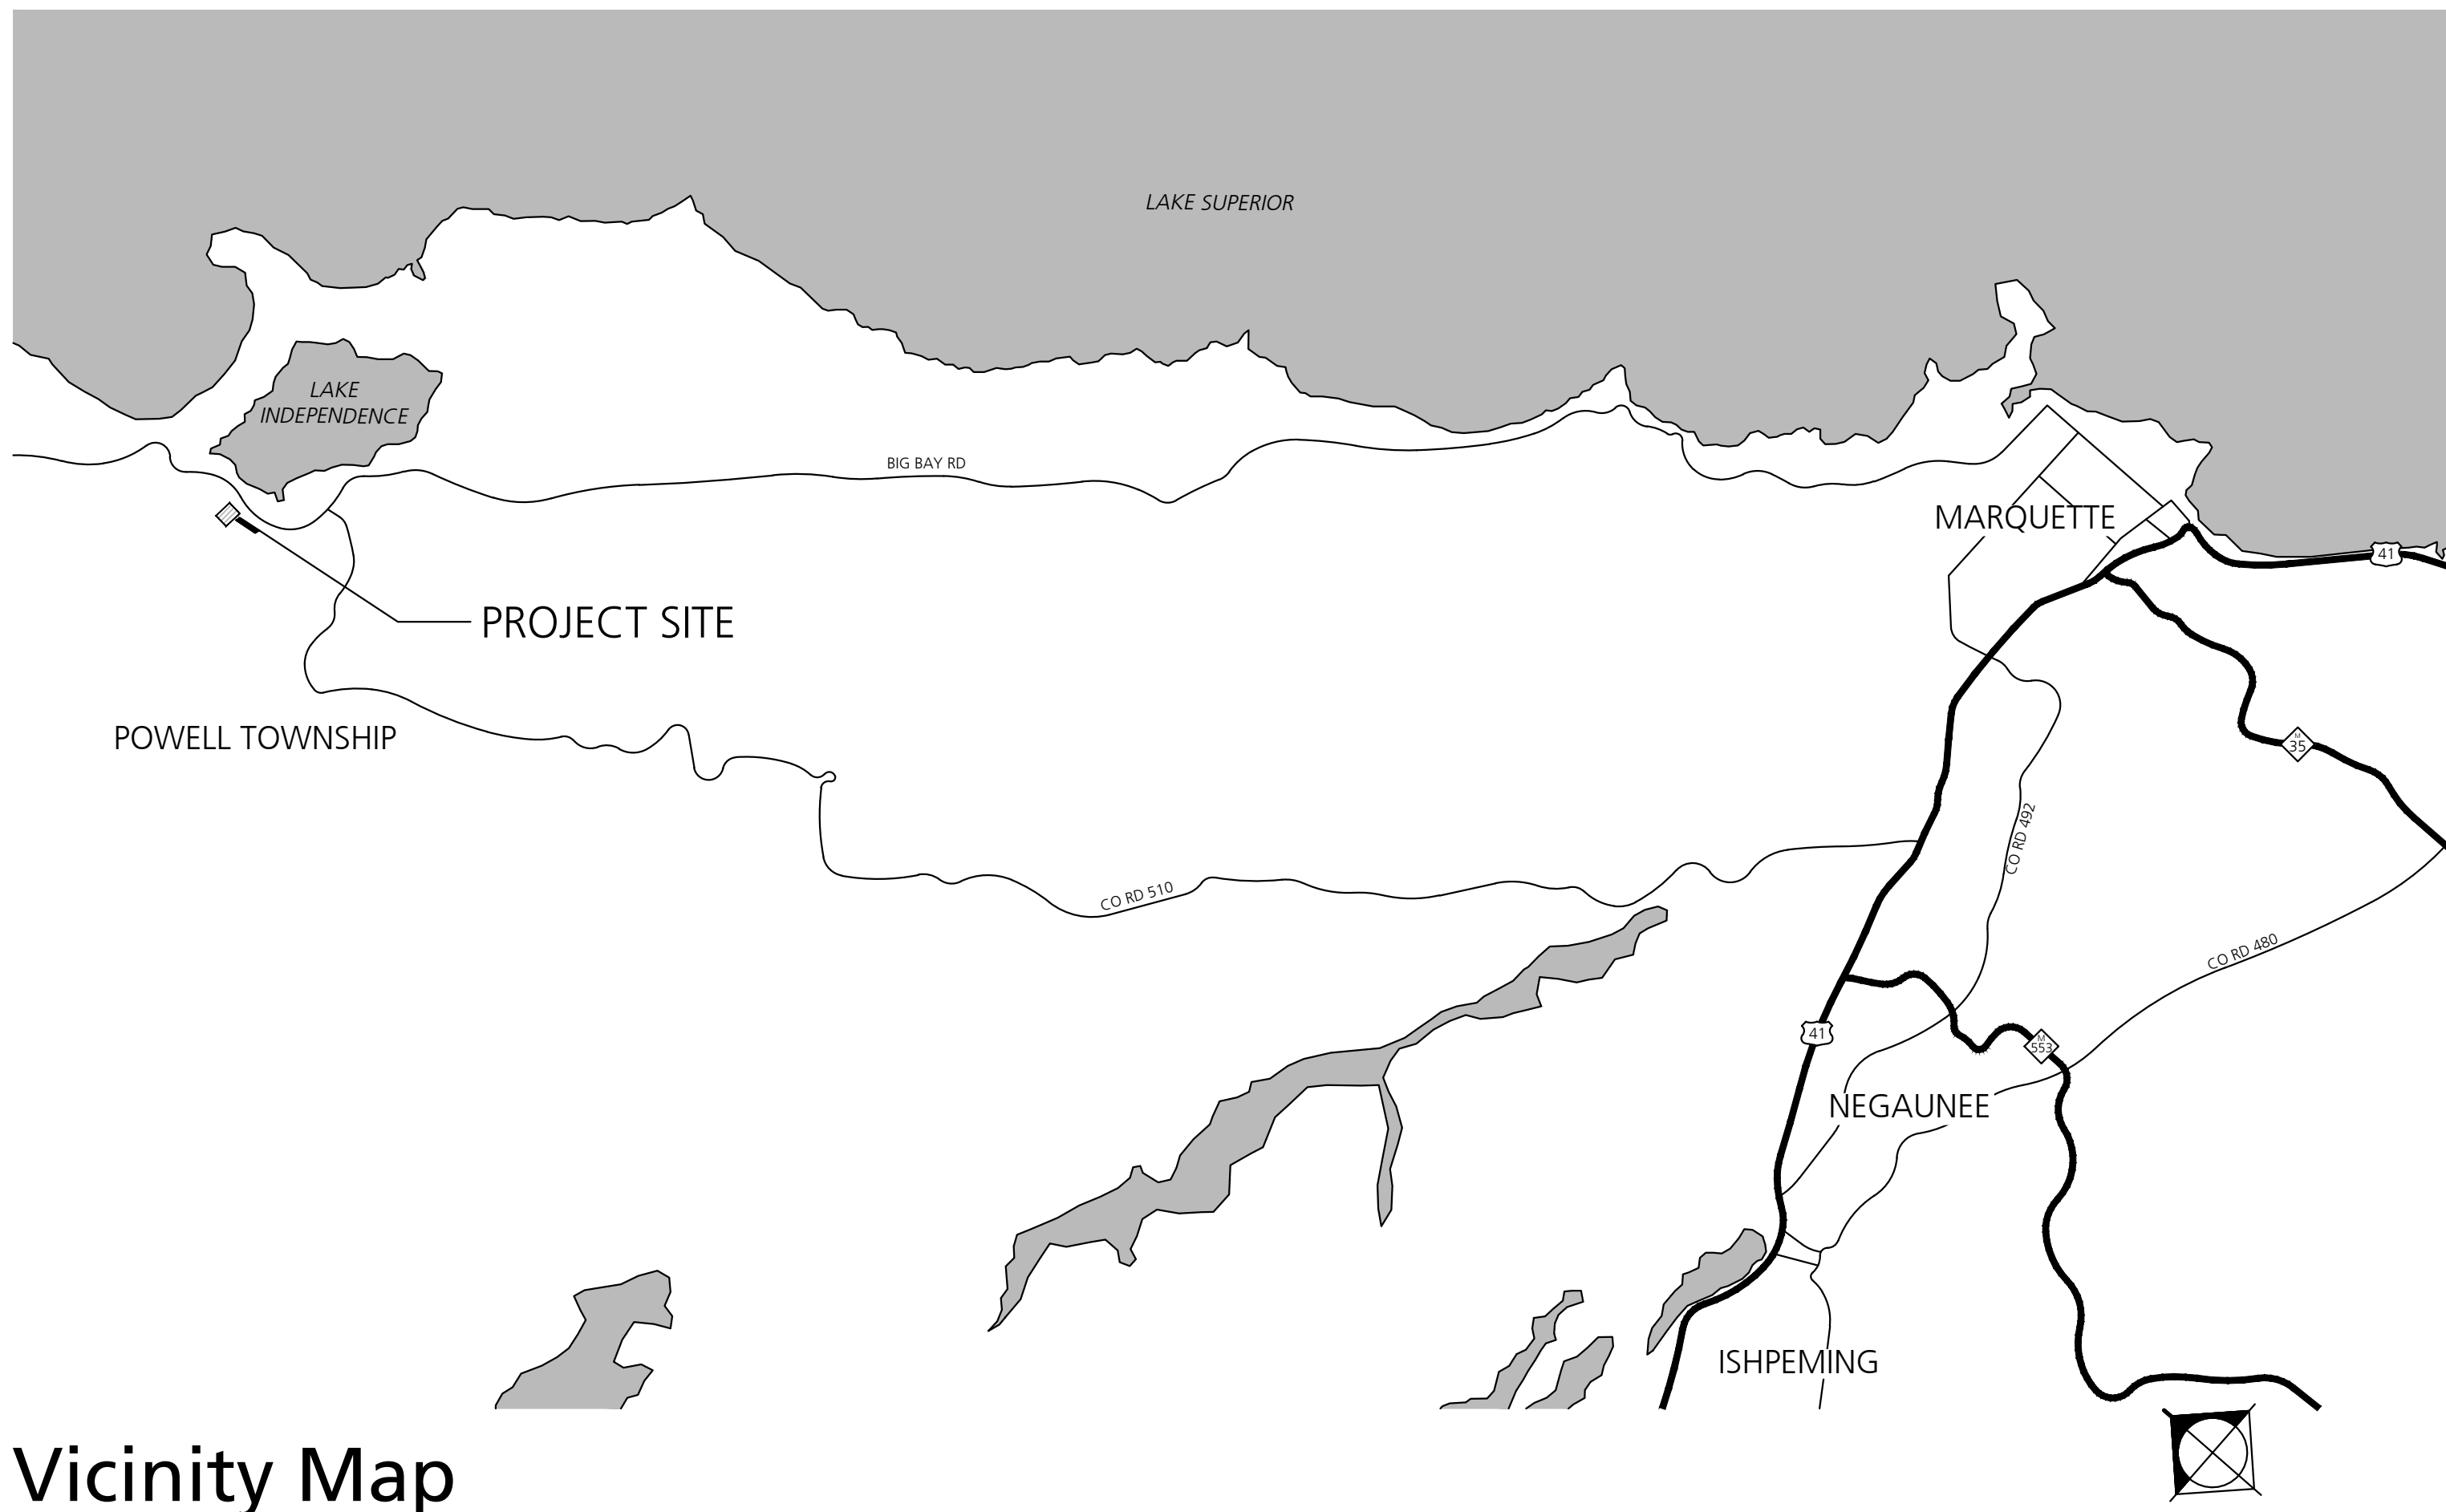 LAKE SUPERIOR
LAKE
INDEPENDENCE
BIG BAY RD
MARQUETTE
41
PROJECT SITE
POWELL TOWNSHIP
M
35
CO RD 492
CO RD 510
CO RD 480
41
M
553
NEGAUNEE
ISHPEMING
Vicinity Map